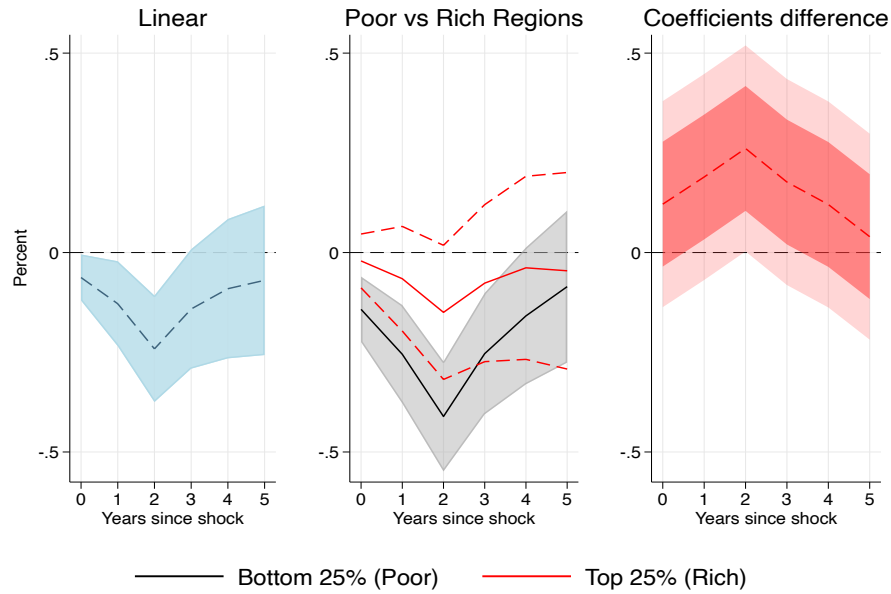 Linear
Poor vs Rich Regions
Coefficients difference
Percent
.5
0
-.5
0 1 2 3 4 5
Years since shock
.5
0
-.5
0 1 2 3 4 5
Years since shock
.5
0
-.5
0 1 2 3 4 5
Years since shock
Bottom 25% (Poor)
Top 25% (Rich)